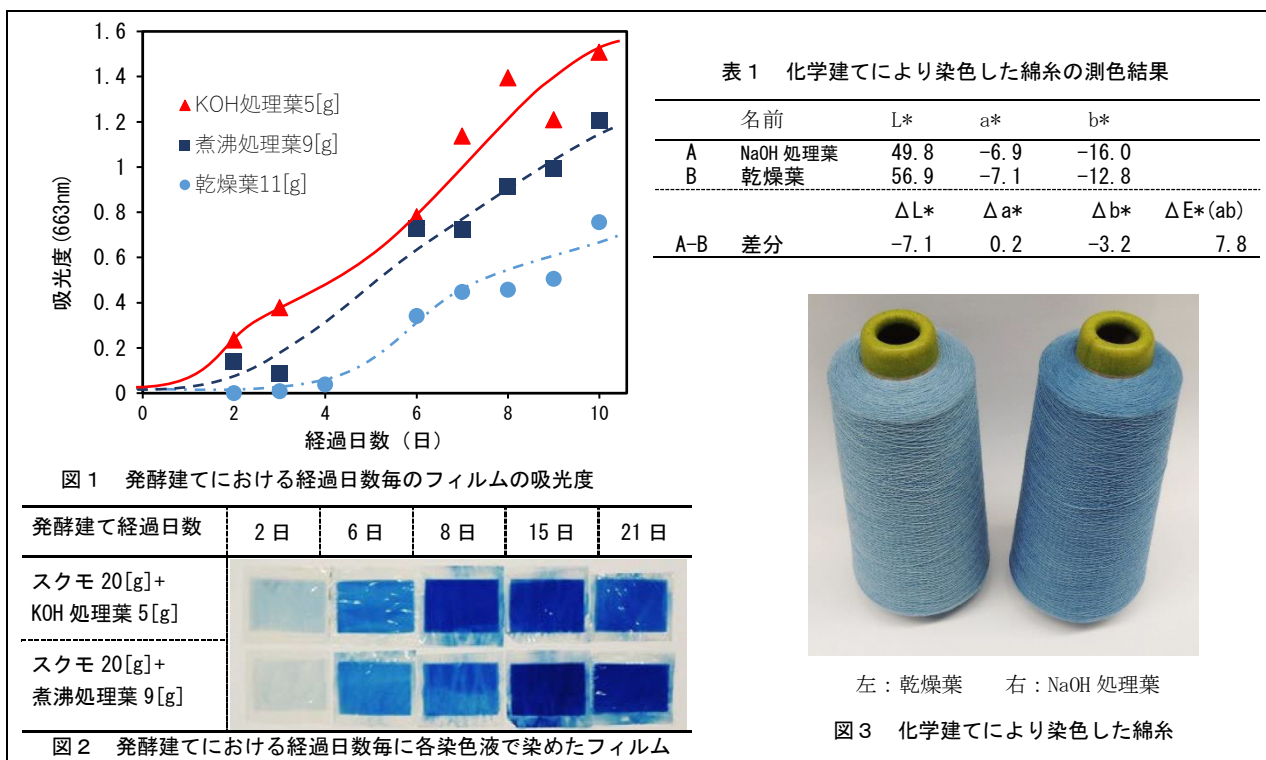 1.6
1.4
1.2
1
0.8
0.6
0.4
0.2
0
吸光度(663nm)
KOH処理葉5[g]
煮沸処理葉9[g]
乾燥葉11[g]
0 2 4 6 8 10
経過日数（日）
図１　発酵建てにおける経過日数毎のフィルムの吸光度
発酵建て経過日数 2日 6日 8日 15日 21日
スクモ 20[g]+
KOH 処理葉 5[g]
スクモ 20[g]+
煮沸処理葉 9[g]
図２　発酵建てにおける経過日数毎に各染色液で染めたフィルム
表１　化学建てにより染色した綿糸の測色結果
名前 L* a* b*
A NaOH 処理葉 49.8 −6.9 −16.0
B 乾燥葉 56.9 −7.1 −12.8
ΔL* Δa* Δb* ΔE*(ab)
A-B 差分 −7.1 0.2 −3.2 7.8
左：乾燥葉　右：NaOH 処理葉
図３　化学建てにより染色した綿糸